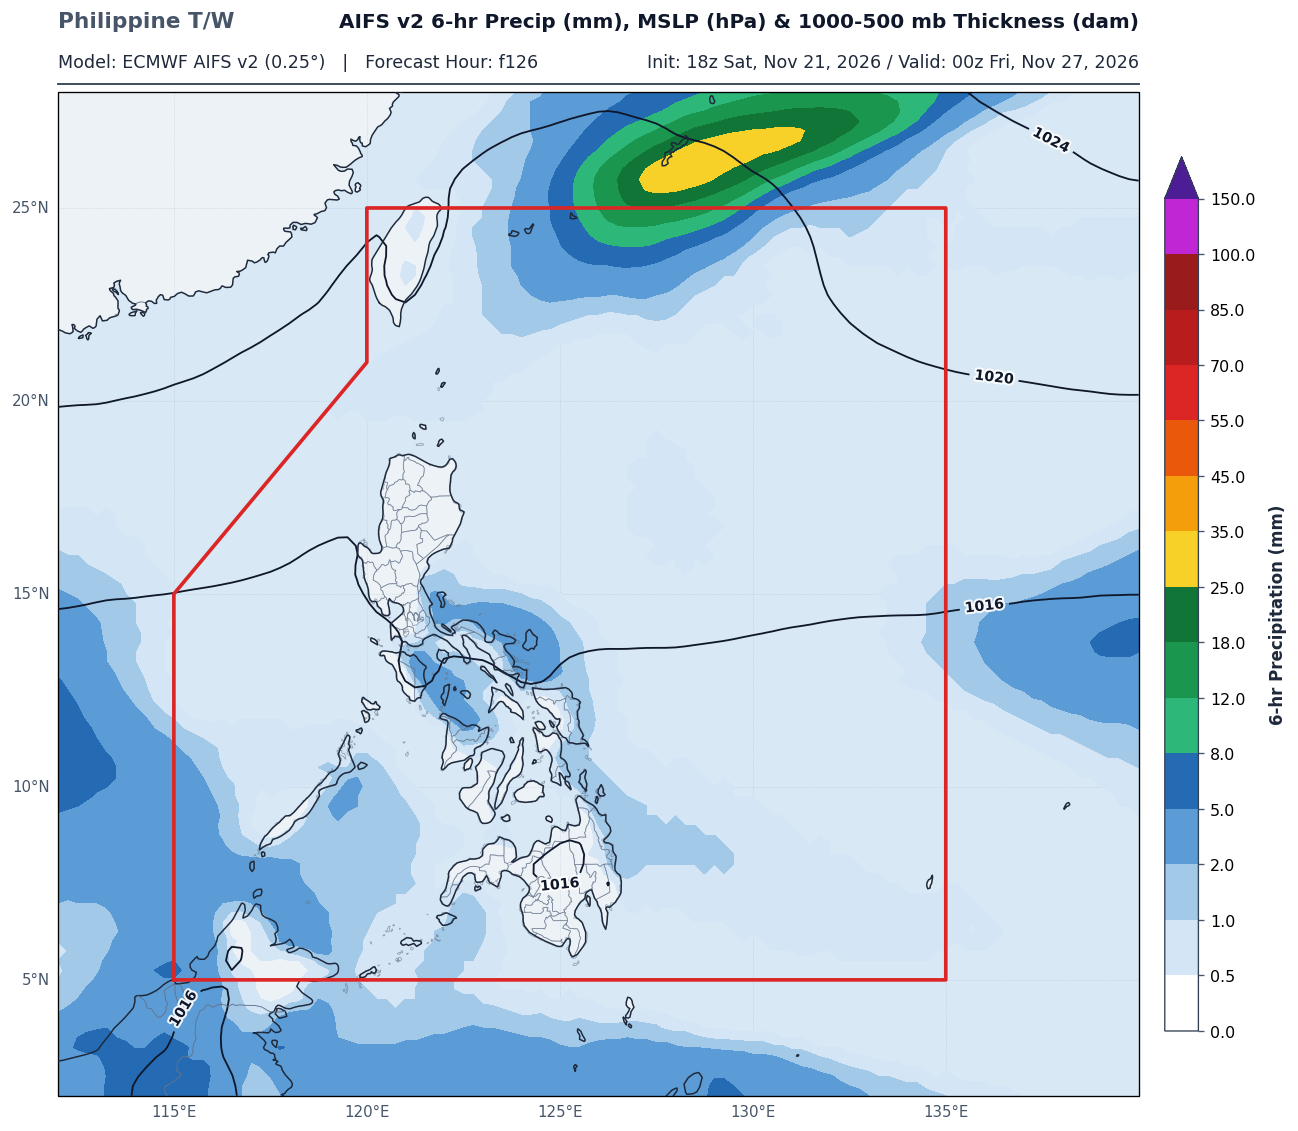 Philippine T/W
AIFS v2 6-hr Precip (mm), MSLP (hPa) & 1000-500 mb Thickness (dam)
Model: ECMWF AIFS v2 (0.25°) | Forecast Hour: f126
Init: 18z Sat, Nov 21, 2026 / Valid: 00z Fri, Nov 27, 2026
1024
1020
1016
1016
1016
25°N
20°N
15°N
10°N
5°N
115°E
120°E
125°E
130°E
135°E
150.0
100.0
85.0
70.0
55.0
45.0
35.0
25.0
18.0
12.0
8.0
5.0
2.0
1.0
0.5
0.0
6-hr Precipitation (mm)